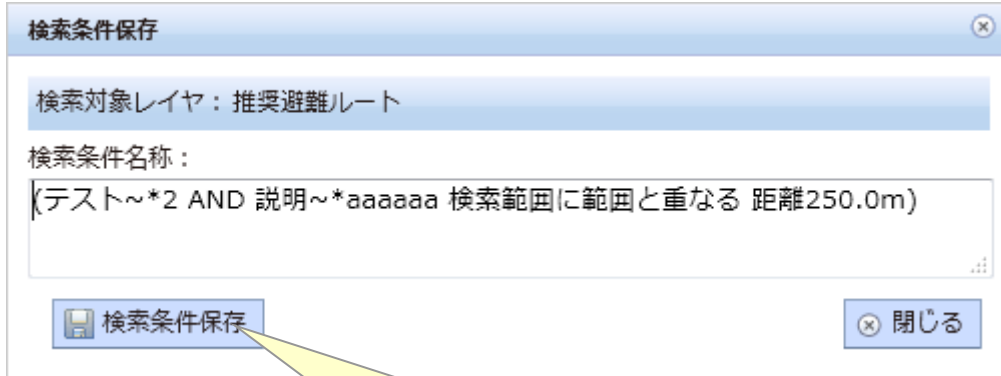 検索条件保存
検索対象レイヤ：推奨避難ルート
検索条件名称：
(テスト~*2 AND 説明~*aaaaaa 検索範囲に範囲と重なる 距離250.0m)
検索条件保存
閉じる